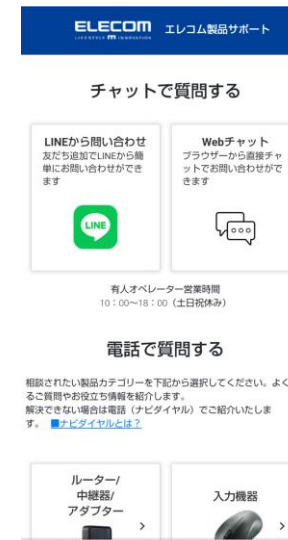 ELECOM エレコム製品サポート
LIFESTYLE INNOVATION
チャットで質問する
LINEから問い合わせ
友だち追加でLINEから簡
単にお問い合わせができ
ます
LINE
Webチャット
ブラウザーから直接チャ
ットでお問い合わせがで
きます
有人オペレーター営業時間
10：00～18：00（土日祝休み）
電話で質問する
相談されたい製品カテゴリーを下記から選択してください。よく
るご質問やお役立ち情報を紹介します。
解決できない場合は電話（ナビダイヤル）でご紹介いたしま
す。 ■ナビダイヤルとは？
ルーター/
中継器/
アダプター
入力機器